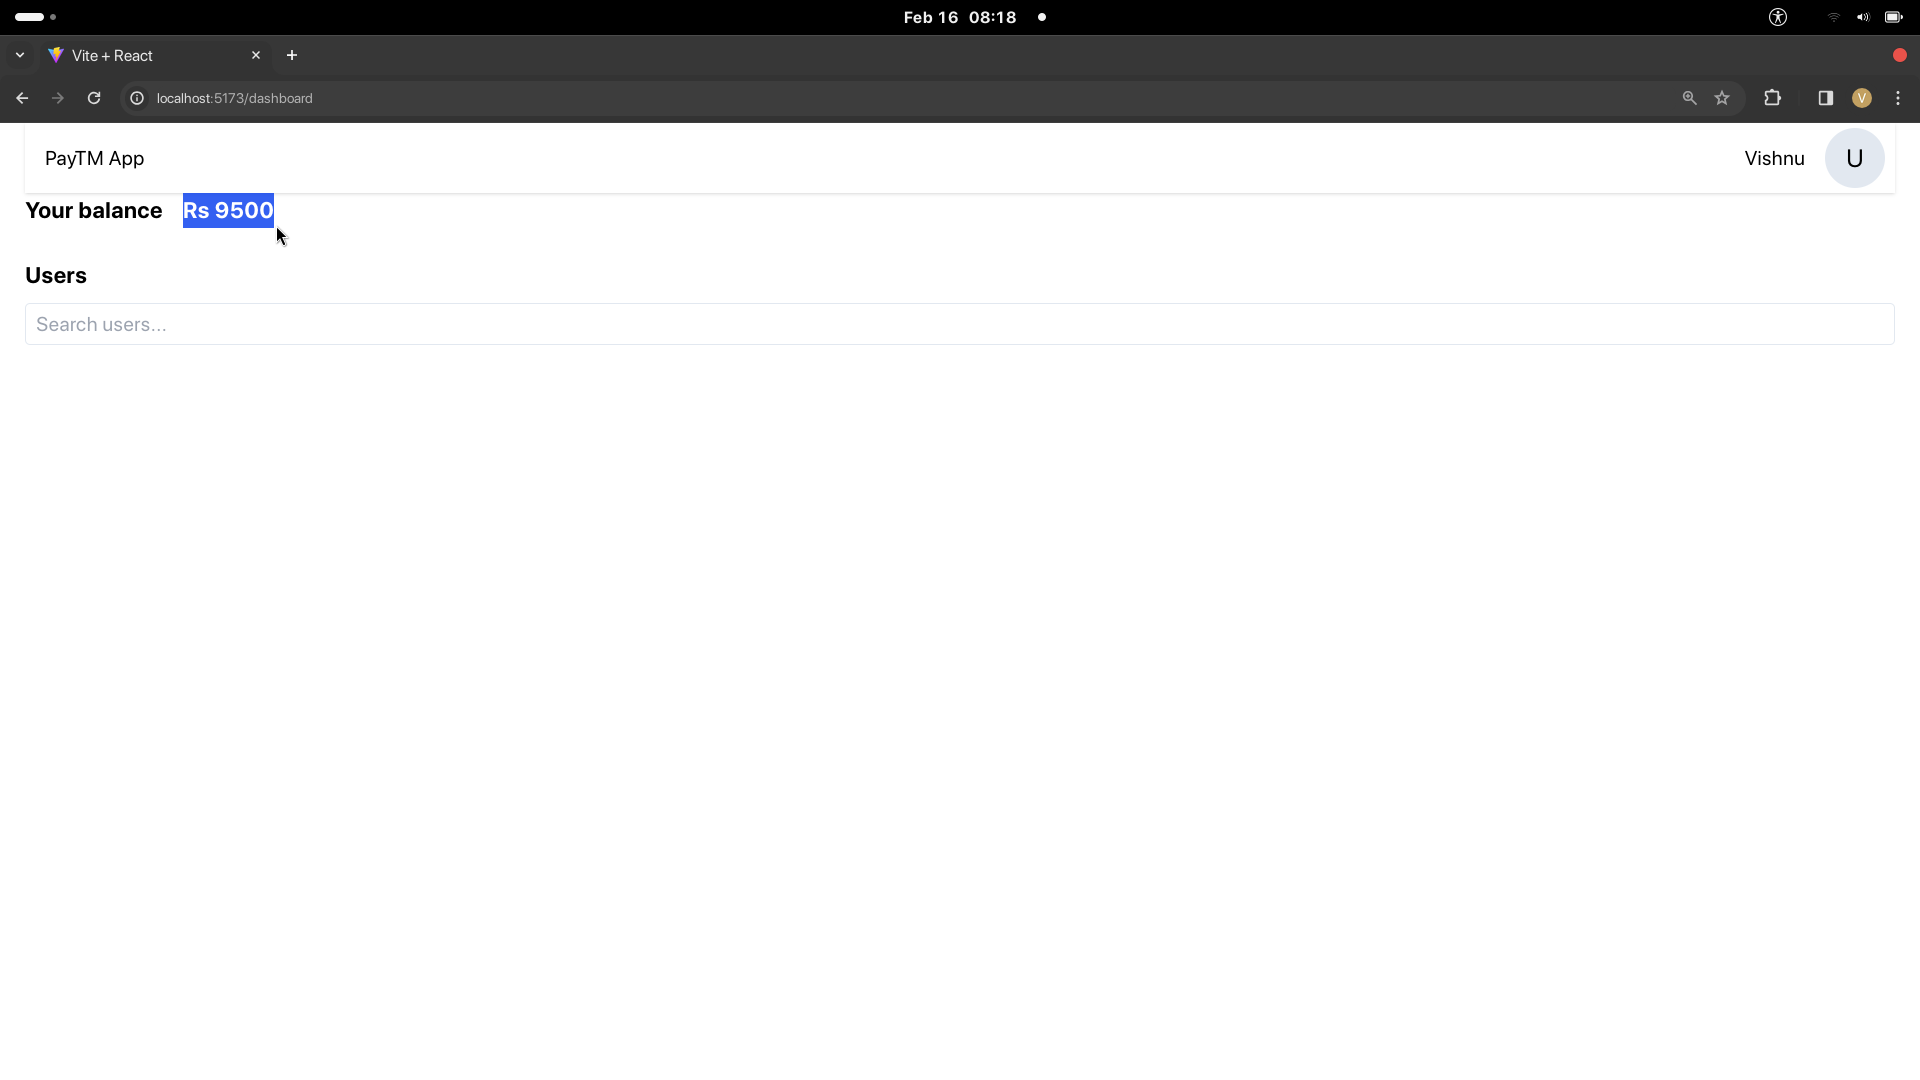 Feb 16 08:18
Vite + React
localhost:5173/dashboard
V
PayTM App
Vishnu
U
Your balance Rs 9500
Users
Search users...